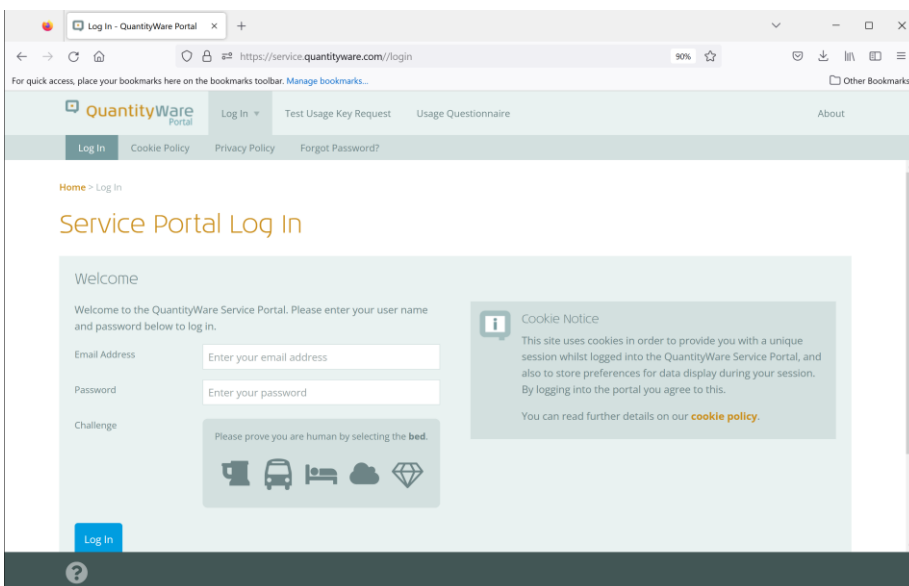 Log In - QuantityWare Portal
https://service.quantityware.com//login
90%
For quick access, place your bookmarks here on the bookmarks toolbar. Manage bookmarks...
Other Bookmarks
QuantityWare
Portal
Log In
Test Usage Key Request
Usage Questionnaire
About
Log In
Cookie Policy
Privacy Policy
Forgot Password?
Home > Log In
Service Portal Log In
Welcome
Welcome to the QuantityWare Service Portal. Please enter your user name
and password below to log in.
Email Address
Enter your email address
Password
Enter your password
Challenge
Please prove you are human by selecting the bed.
Log In
Cookie Notice
This site uses cookies in order to provide you with a unique
session whilst logged into the QuantityWare Service Portal, and
also to store preferences for data display during your session.
By logging into the portal you agree to this.
You can read further details on our cookie policy.